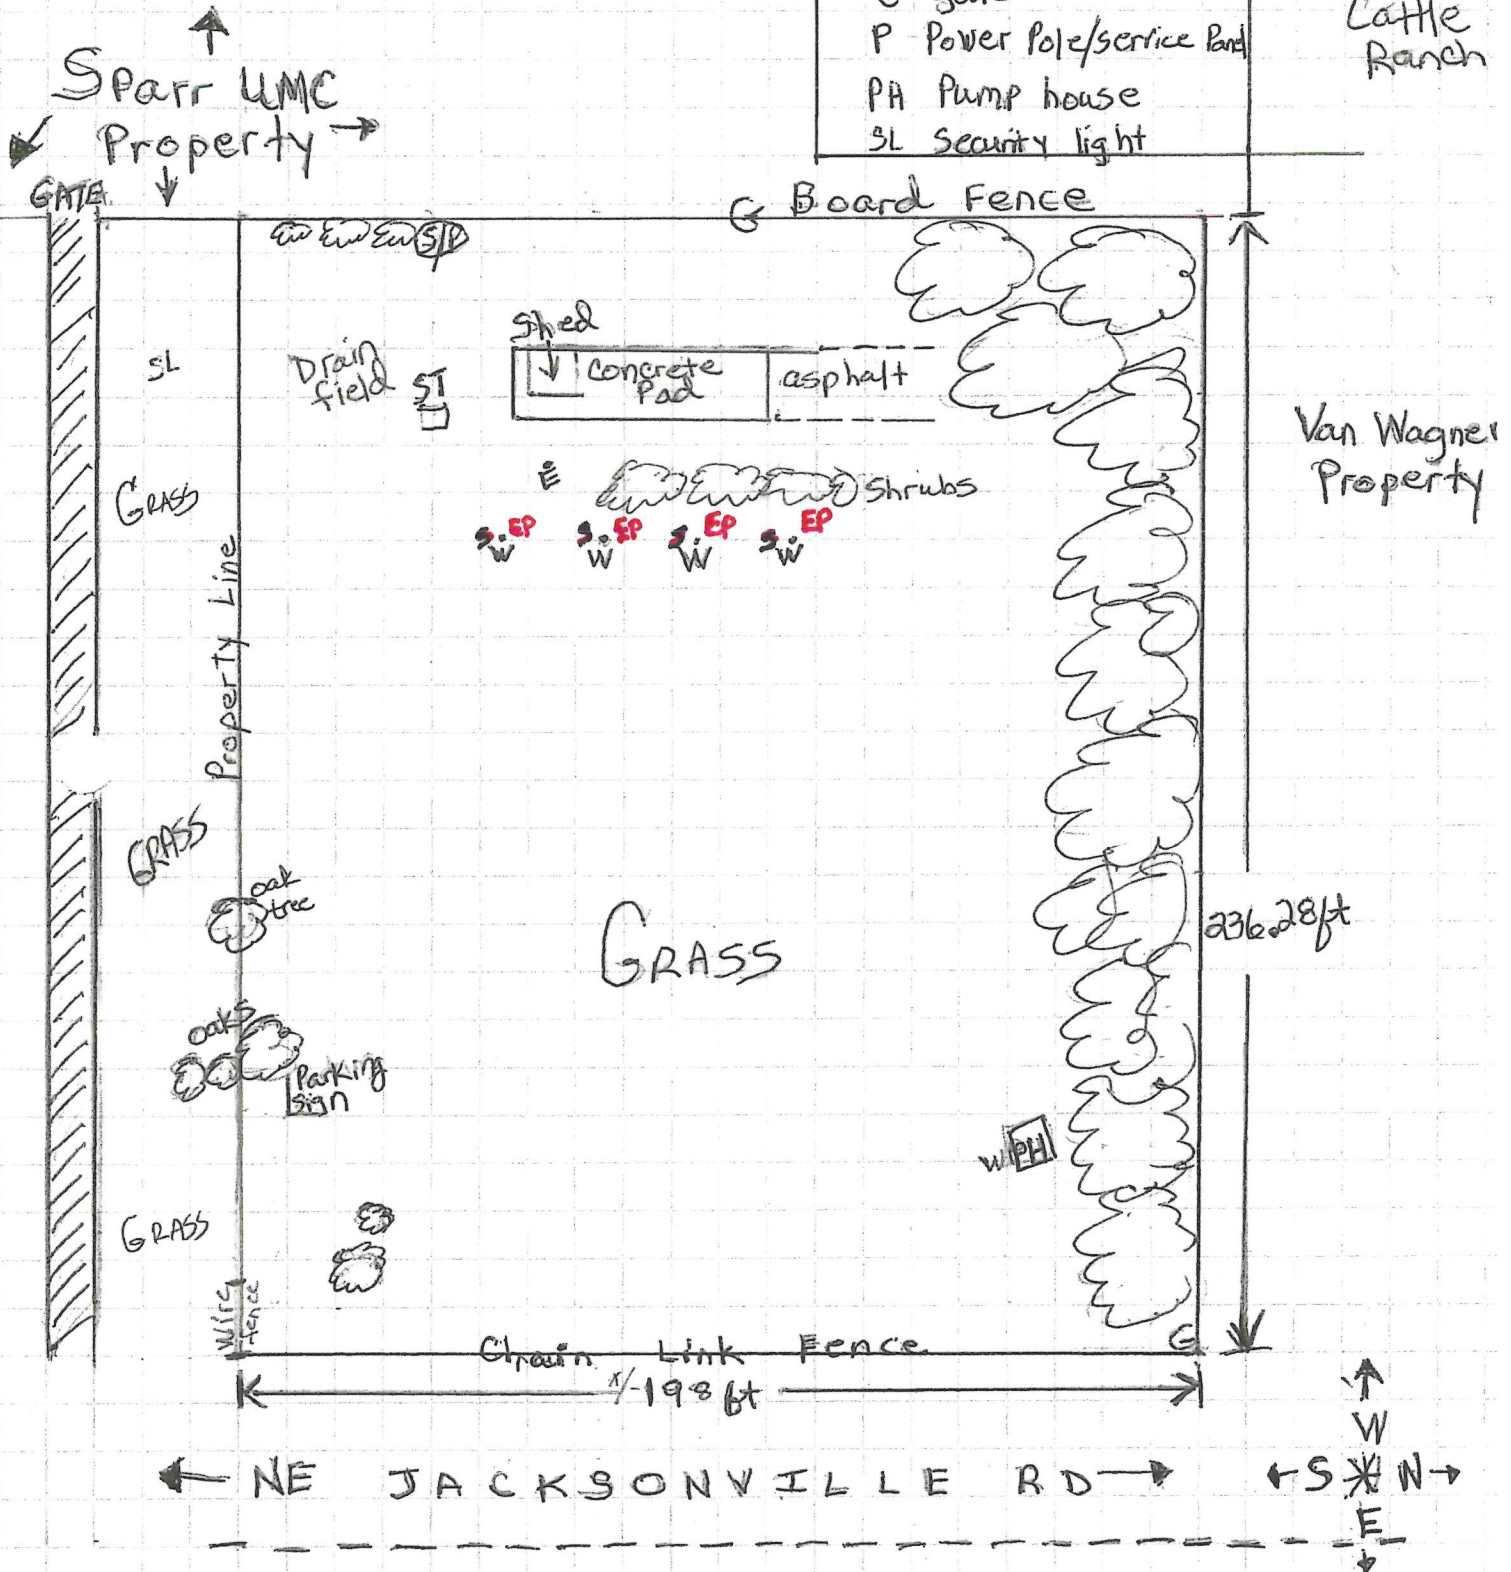 Cattle
Ranch
P Power Pole/service Panel
PH Pump house
SL Security light
Sparr UMC
Property
GATE
Board Fence
G
S/P
SL
Drain
field
ST
Shed
Concrete
Pad
asphalt
Van Wagner
Property
GRASS
E
Shrubs
S EP
W
S EP
W
S EP
W
S EP
W
Property Line
GRASS
oak
tree
GRASS
236.28ft
oaks
Parking
sign
W PH
GRASS
Wire
fence
G
Chain Link Fence
+/-198 ft
NE JACKSONVILLE RD
W
S N
E